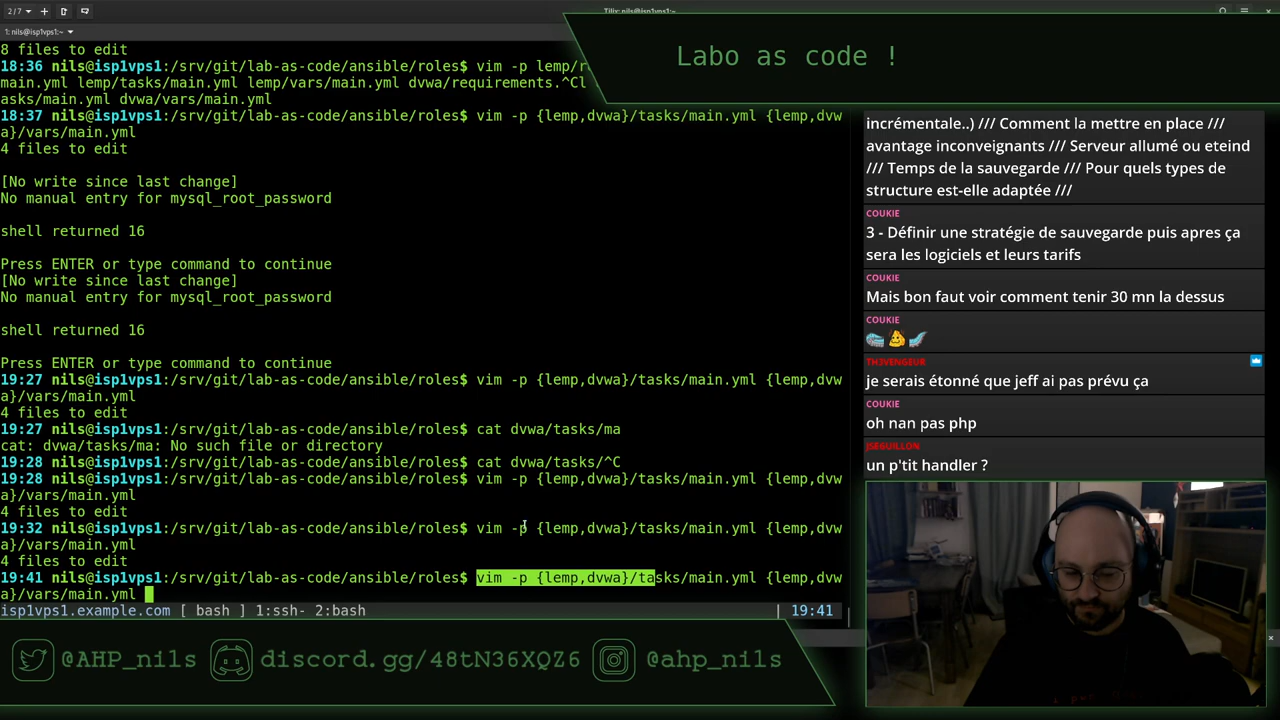 2/7
Tilix: nils@isp1vps1:~
1: nils@isp1vps1:~
8 files to edit
18:36 nils@isp1vps1:/srv/git/lab-as-code/ansible/roles$ vim -p lemp/r
main.yml lemp/tasks/main.yml lemp/vars/main.yml dvwa/requirements.^Cl
asks/main.yml dvwa/vars/main.yml
18:37 nils@isp1vps1:/srv/git/lab-as-code/ansible/roles$ vim -p {lemp,dvwa}/tasks/main.yml {lemp,dvw
a}/vars/main.yml
4 files to edit
[No write since last change]
No manual entry for mysql_root_password
shell returned 16
Press ENTER or type command to continue
[No write since last change]
No manual entry for mysql_root_password
shell returned 16
Press ENTER or type command to continue
19:27 nils@isp1vps1:/srv/git/lab-as-code/ansible/roles$ vim -p {lemp,dvwa}/tasks/main.yml {lemp,dvw
a}/vars/main.yml
4 files to edit
19:27 nils@isp1vps1:/srv/git/lab-as-code/ansible/roles$ cat dvwa/tasks/ma
cat: dvwa/tasks/ma: No such file or directory
19:28 nils@isp1vps1:/srv/git/lab-as-code/ansible/roles$ cat dvwa/tasks/^C
19:28 nils@isp1vps1:/srv/git/lab-as-code/ansible/roles$ vim -p {lemp,dvwa}/tasks/main.yml {lemp,dvw
a}/vars/main.yml
4 files to edit
19:32 nils@isp1vps1:/srv/git/lab-as-code/ansible/roles$ vim -p {lemp,dvwa}/tasks/main.yml {lemp,dvw
a}/vars/main.yml
4 files to edit
19:41 nils@isp1vps1:/srv/git/lab-as-code/ansible/roles$ vim -p {lemp,dvwa}/tasks/main.yml {lemp,dvw
a}/vars/main.yml
isp1vps1.example.com [ bash ] 1:ssh- 2:bash | 19:41
Labo as code !
incrémentale..) /// Comment la mettre en place ///
avantage inconveignants /// Serveur allumé ou eteind
/// Temps de la sauvegarde /// Pour quels types de
structure est-elle adaptée ///
COUKIE
3 - Définir une stratégie de sauvegarde puis apres ça
sera les logiciels et leurs tarifs
COUKIE
Mais bon faut voir comment tenir 30 mn la dessus
COUKIE
TH3VENGEUR
je serais étonné que jeff ai pas prévu ça
COUKIE
oh nan pas php
JSEGUILLON
un p'tit handler ?
@AHP_nils discord.gg/48tN36XQZ6 @ahp_nils